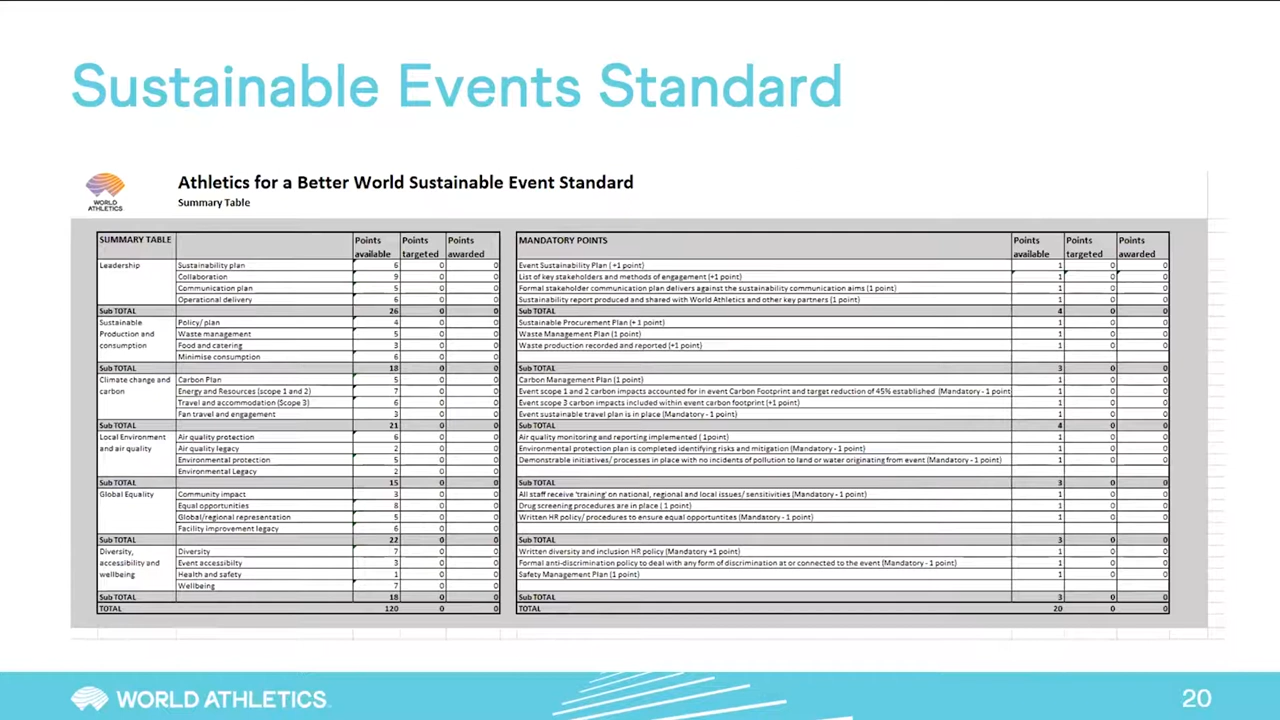 Sustainable Events Standard
WORLD
ATHLETICS
Athletics for a Better World Sustainable Event Standard
Summary Table
SUMMARY TABLE Points available Points targeted Points awarded
Leadership Sustainability plan 6 0 0
Collaboration 9 0 0
Communication plan 5 0 0
Operational delivery 6 0 0
Sub TOTAL 26 0 0
Sustainable Production and consumption Policy/ plan 4 0 0
Waste management 5 0 0
Food and catering 3 0 0
Minimise consumption 6 0 0
Sub TOTAL 18 0 0
Climate change and carbon Carbon Plan 5 0 0
Energy and Resources (scope 1 and 2) 7 0 0
Travel and accommodation (Scope 3) 6 0 0
Fan travel and engagement 3 0 0
Sub TOTAL 21 0 0
Local Environment and air quality Air quality protection 6 0 0
Air quality legacy 2 0 0
Environmental protection 5 0 0
Environmental Legacy 2 0 0
Sub TOTAL 15 0 0
Global Equality Community impact 3 0 0
Equal opportunities 8 0 0
Global/regional representation 5 0 0
Facility improvement legacy 6 0 0
Sub TOTAL 22 0 0
Diversity, accessibility and wellbeing Diversity 7 0 0
Event accessibilty 3 0 0
Health and safety 1 0 0
Wellbeing 7 0 0
Sub TOTAL 18 0 0
TOTAL 120 0 0
MANDATORY POINTS Points available Points targeted Points awarded
Event Sustainability Plan ( +1 point) 1 0 0
List of key stakeholders and methods of engagement (+1 point) 1 0 0
Formal stakeholder communication plan delivers against the sustainability communication aims (1 point) 1 0 0
Sustainability report produced and shared with World Athletics and other key partners (1 point) 1 0 0
Sub TOTAL 4 0 0
Sustainable Procurement Plan (+ 1 point) 1 0 0
Waste Management Plan (1 point) 1 0 0
Waste production recorded and reported (+1 point) 1 0 0
Sub TOTAL 3 0 0
Carbon Management Plan (1 point) 1 0 0
Event scope 1 and 2 carbon impacts accounted for in event Carbon Footprint and target reduction of 45% established (Mandatory - 1 point 1 0 0
Event scope 3 carbon impacts included within event carbon footprint (+1 point) 1 0 0
Event sustainable travel plan is in place (Mandatory - 1 point) 1 0 0
Sub TOTAL 4 0 0
Air quality monitoring and reporting implemented ( 1point) 1 0 0
Environmental protection plan is completed identifying risks and mitigation (Mandatory - 1 point) 1 0 0
Demonstrable initiatives/ processes in place with no incidents of pollution to land or water originating from event (Mandatory - 1 point) 1 0 0
Sub TOTAL 3 0 0
All staff receive 'training' on national, regional and local issues/ sensitivities (Mandatory - 1 point) 1 0 0
Drug screening procedures are in place ( 1 point) 1 0 0
Written HR policy/ procedures to ensure equal opportuntites (Mandatory - 1 point) 1 0 0
Sub TOTAL 3 0 0
Written diversity and inclusion HR policy (Mandatory +1 point) 1 0 0
Formal anti-discrimination policy to deal with any form of discrimination at or connected to the event (Mandatory - 1 point) 1 0 0
Safety Management Plan (1 point) 1 0 0
Sub TOTAL 3 0 0
TOTAL 20 0 0
WORLD ATHLETICS
20